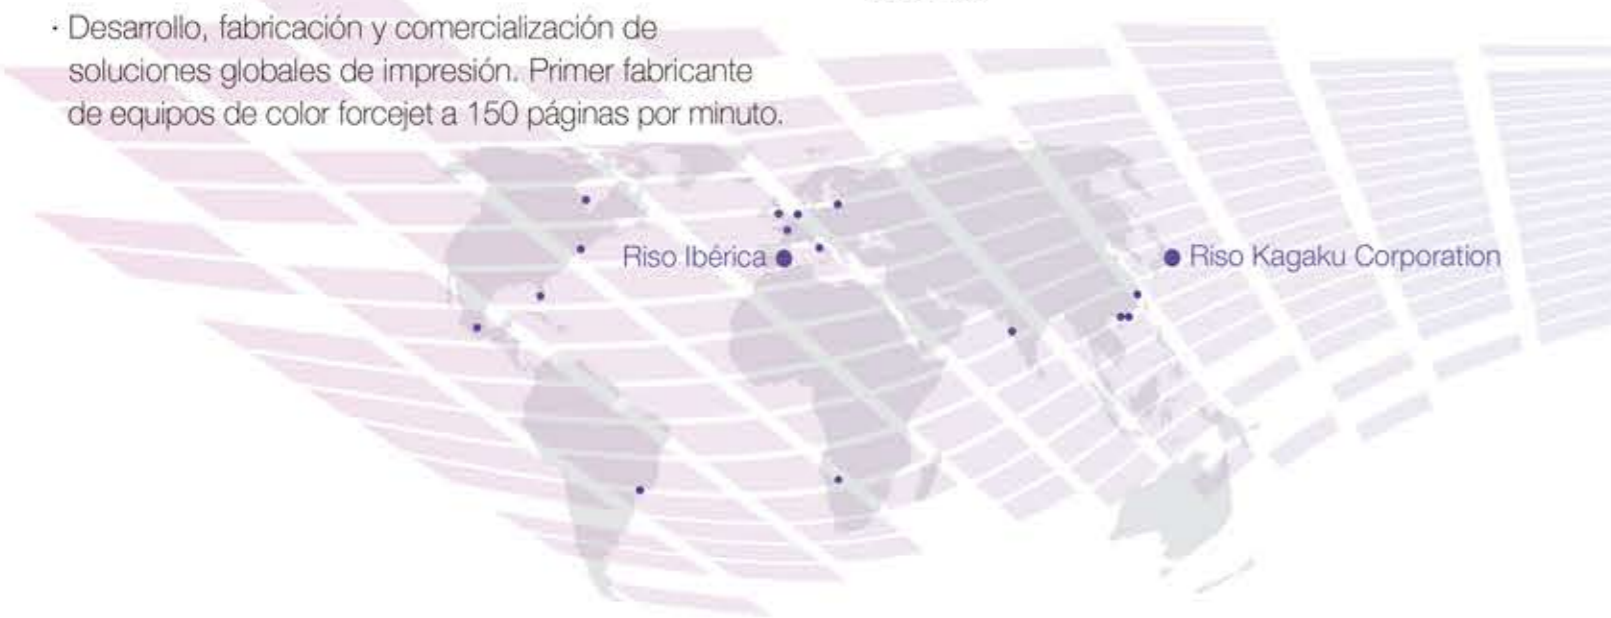 · Desarrollo, fabricación y comercialización de
soluciones globales de impresión. Primer fabricante
de equipos de color forcejet a 150 páginas por minuto.
Riso Ibérica
Riso Kagaku Corporation